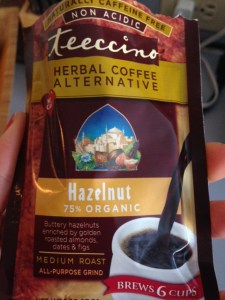 NATURALLY CAFFEINE FREE
NON ACIDIC
teeccino
HERBAL COFFEE
ALTERNATIVE
Hazelnut
75% ORGANIC
Buttery hazelnuts
enriched by golden
roasted almonds,
dates & figs
MEDIUM ROAST
ALL-PURPOSE GRIND
BREWS 6 CUPS